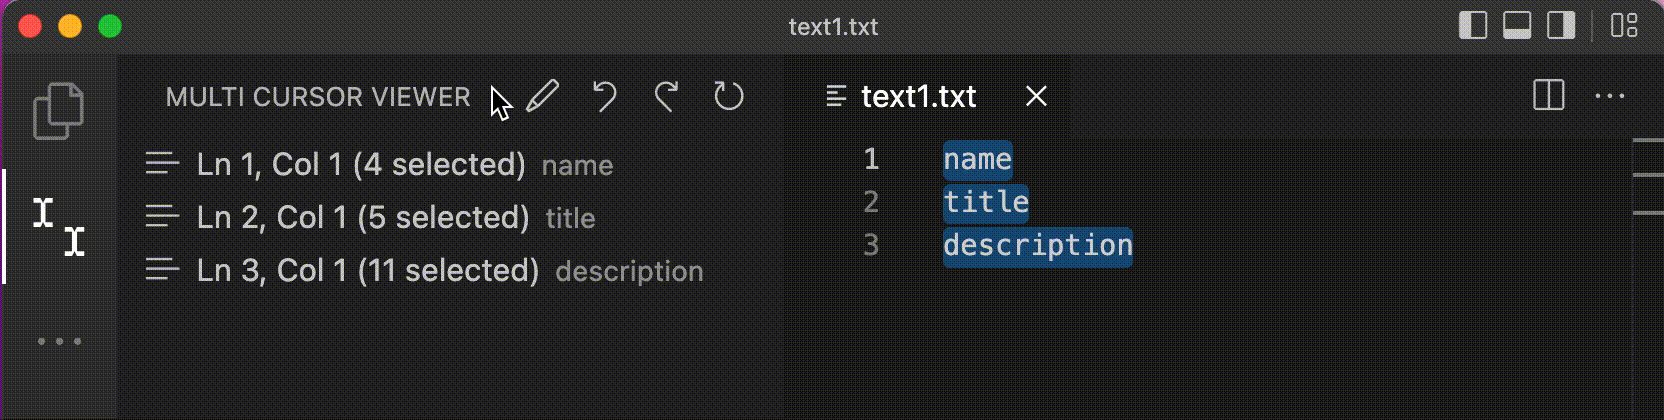 text1.txt
MULTI CURSOR VIEWER
Ln 1, Col 1 (4 selected) name
Ln 2, Col 1 (5 selected) title
Ln 3, Col 1 (11 selected) description
text1.txt
1 name
2 title
3 description